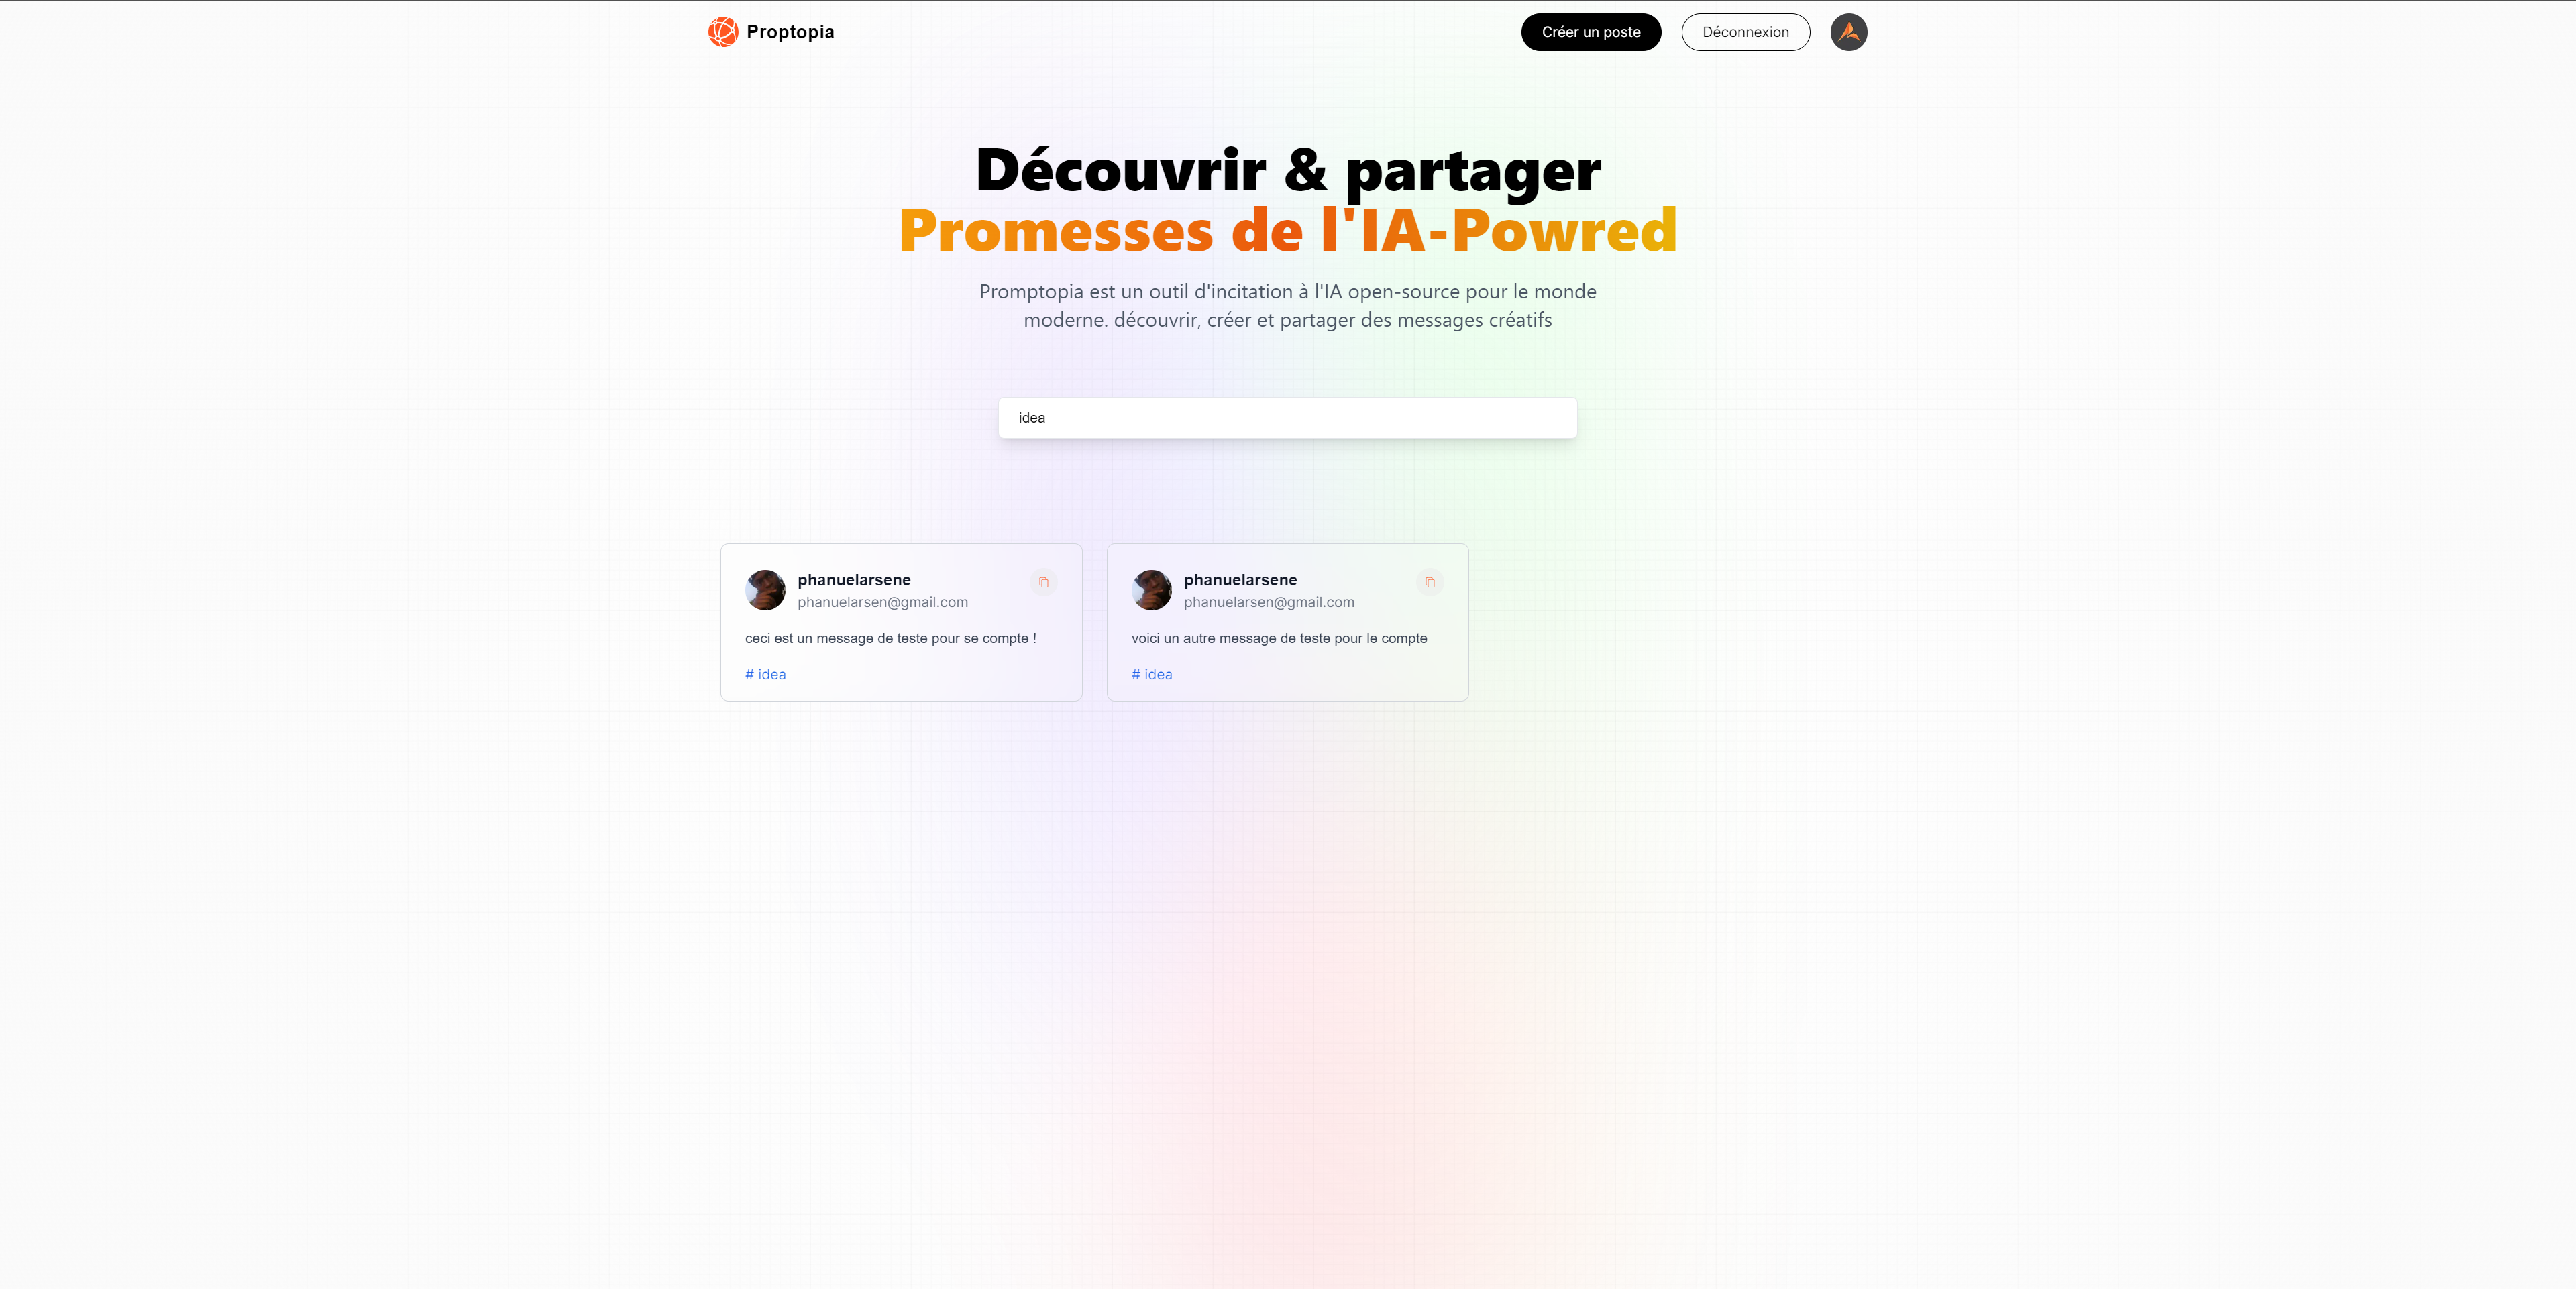 Proptopia
Créer un poste
Déconnexion
Découvrir & partager
Promesses de l'IA-Powred
Promptopia est un outil d'incitation à l'IA open-source pour le monde
moderne. découvrir, créer et partager des messages créatifs
idea
phanuelarsene
phanuelarsen@gmail.com
ceci est un message de teste pour se compte !
# idea
phanuelarsene
phanuelarsen@gmail.com
voici un autre message de teste pour le compte
# idea